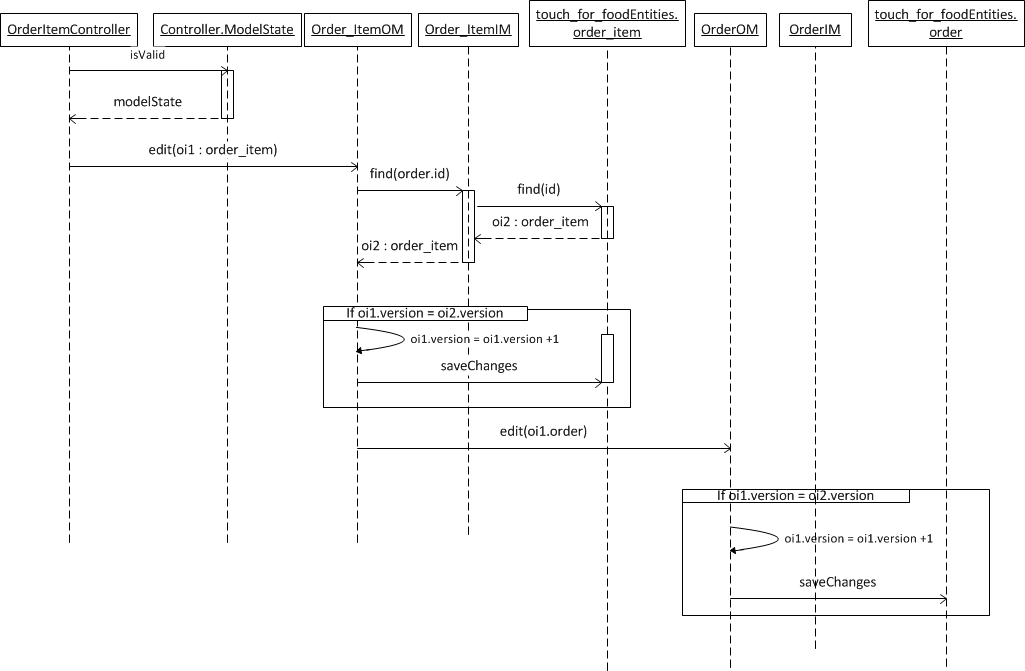 OrderItemController
Controller.ModelState
Order_ItemOM
Order_ItemIM
touch_for_foodEntities.
order_item
OrderOM
OrderIM
touch_for_foodEntities.
order
isValid
modelState
edit(oi1 : order_item)
find(order.id)
find(id)
oi2 : order_item
oi2 : order_item
If oi1.version = oi2.version
oi1.version = oi1.version +1
saveChanges
edit(oi1.order)
If oi1.version = oi2.version
oi1.version = oi1.version +1
saveChanges